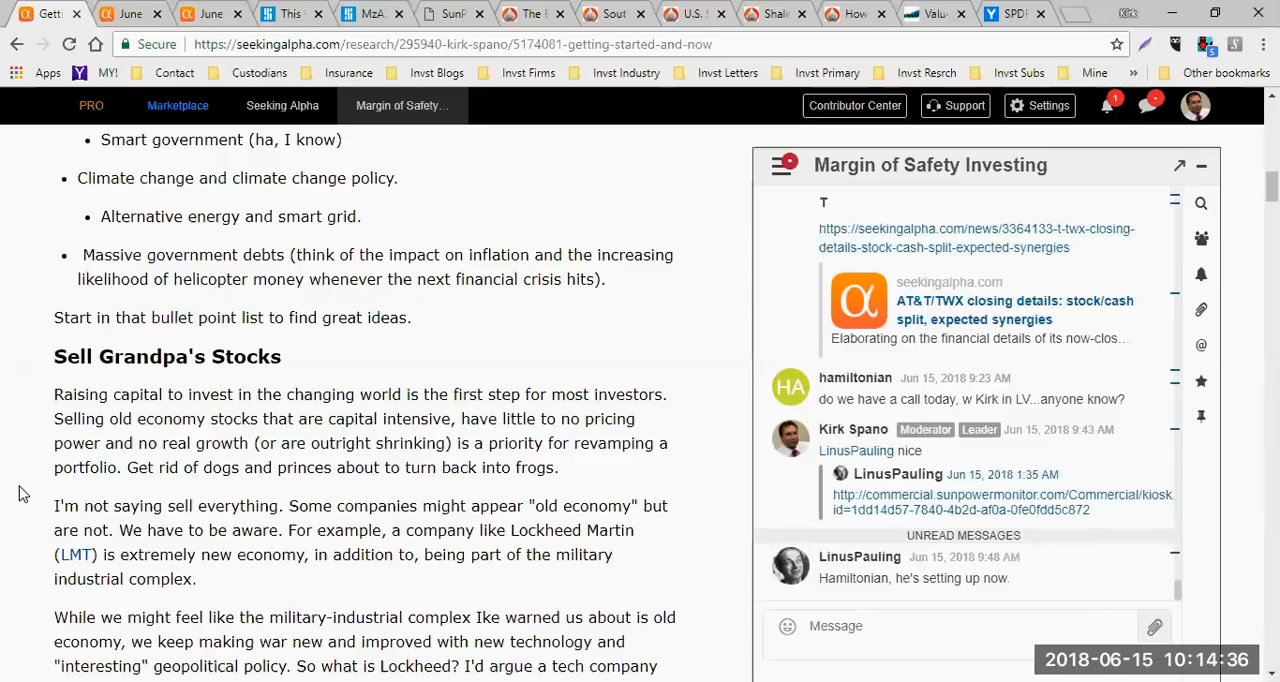 Getti
June
June
This
MzA
SunP
The E
Sout
U.S.
Shale
How
Valu-
SPDF
Kirk
Secure
https://seekingalpha.com/research/295940-kirk-spano/5174081-getting-started-and-now
5
Apps
MY!
Contact
Custodians
Insurance
Invst Blogs
Invst Firms
Invst Industry
Invst Letters
Invst Primary
Invst Resrch
Invst Subs
Mine
»
Other bookmarks
PRO
Marketplace
Seeking Alpha
Margin of Safety...
Contributor Center
Support
Settings
1
• Smart government (ha, I know)
• Climate change and climate change policy.
• Alternative energy and smart grid.
• Massive government debts (think of the impact on inflation and the increasing
likelihood of helicopter money whenever the next financial crisis hits).
Start in that bullet point list to find great ideas.
Sell Grandpa's Stocks
Raising capital to invest in the changing world is the first step for most investors.
Selling old economy stocks that are capital intensive, have little to no pricing
power and no real growth (or are outright shrinking) is a priority for revamping a
portfolio. Get rid of dogs and princes about to turn back into frogs.
I'm not saying sell everything. Some companies might appear "old economy" but
are not. We have to be aware. For example, a company like Lockheed Martin
(LMT) is extremely new economy, in addition to, being part of the military
industrial complex.
While we might feel like the military-industrial complex Ike warned us about is old
economy, we keep making war new and improved with new technology and
"interesting" geopolitical policy. So what is Lockheed? I'd argue a tech company
Margin of Safety Investing
T
https://seekingalpha.com/news/3364133-t-twx-closing-
details-stock-cash-split-expected-synergies
α
seekingalpha.com
AT&T/TWX closing details: stock/cash
split, expected synergies
Elaborating on the financial details of its now-clos...
HA
hamiltonian Jun 15, 2018 9:23 AM
do we have a call today, w Kirk in LV...anyone know?
Kirk Spano Moderator Leader Jun 15, 2018 9:43 AM
LinusPauling nice
LinusPauling Jun 15, 2018 1:35 AM
http://commercial.sunpowermonitor.com/Commercial/kiosk.
id=1dd14d57-7840-4b2d-af0a-0fe0fdd5c872
UNREAD MESSAGES
LinusPauling Jun 15, 2018 9:48 AM
Hamiltonian, he's setting up now.
Message
2018-06-15 10:14:36